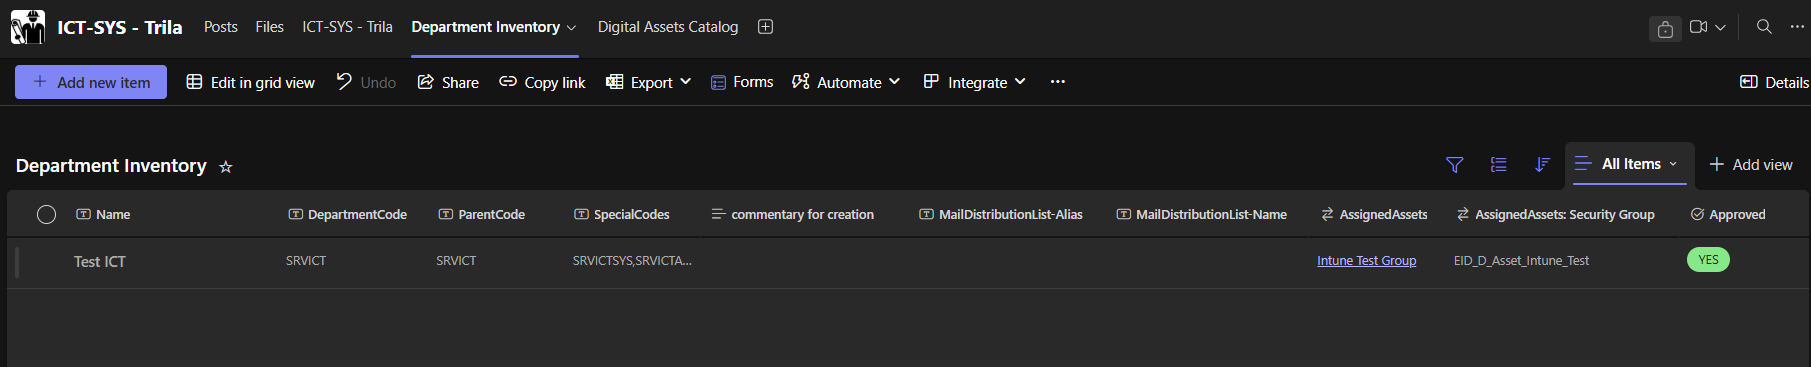 ICT-SYS - Trila Posts Files ICT-SYS - Trila Department Inventory Digital Assets Catalog
Add new item Edit in grid view Undo Share Copy link Export Forms Automate Integrate ··· Details
Department Inventory All Items Add view
Name DepartmentCode ParentCode SpecialCodes commentary for creation MailDistributionList-Alias MailDistributionList-Name AssignedAssets AssignedAssets: Security Group Approved
Test ICT SRVICT SRVICT SRVICTSYS,SRVICTA... Intune Test Group EID_D_Asset_Intune_Test YES